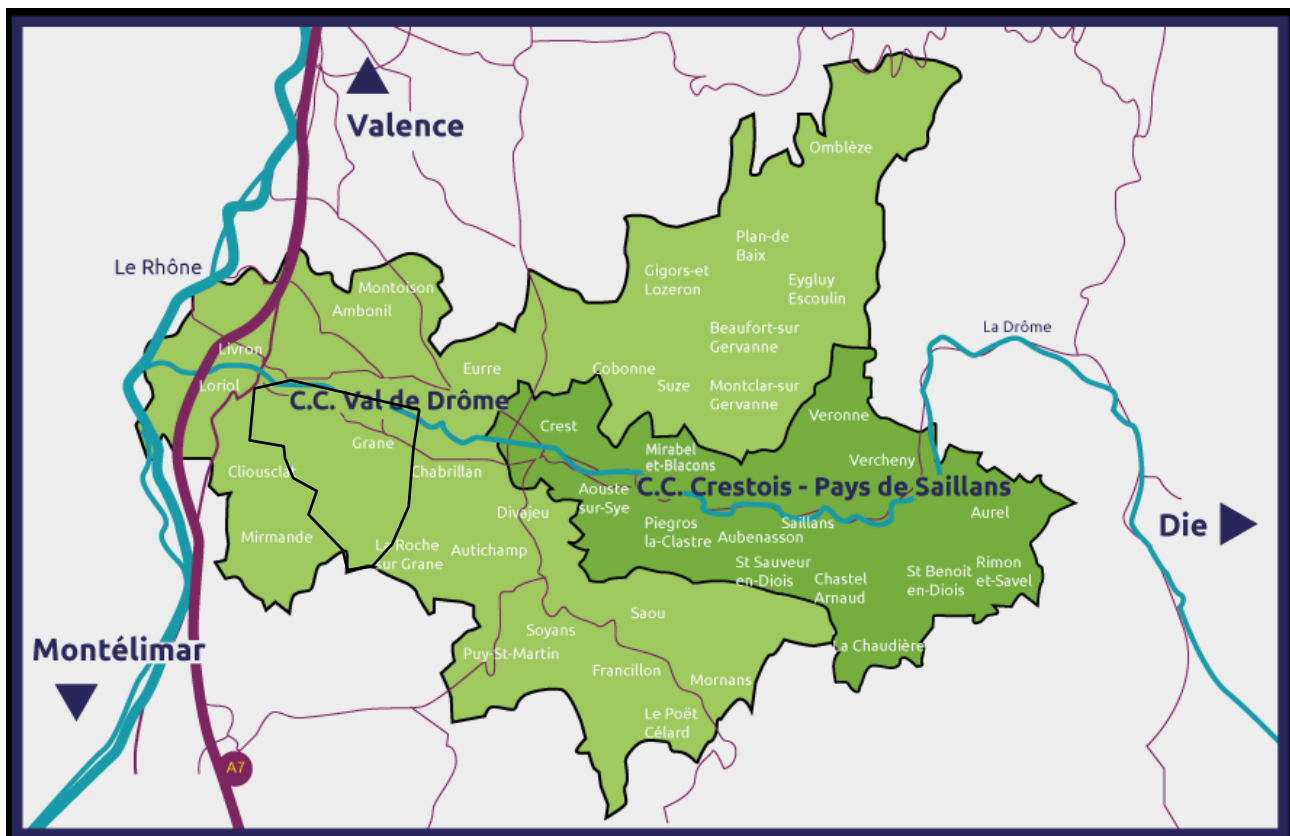 Valence
Omblèze
Plan-de
Baix
Le Rhône
Gigors-et
Lozeron
Eygluy
Escoulin
Montoison
Ambonil
La Drôme
Beaufort-sur
Gervanne
Livron
Eurre
Cobonne
Loriol
Suze
Montclar-sur
Gervanne
C.C. Val de Drôme
Veronne
Crest
Grane
Mirabel
et-Blacons
Vercheny
Cliousclat
Chabrillan
C.C. Crestois - Pays de Saillans
Aouste
sur-Sye
Divajeu
Aurel
Piegros
la-Clastre
Saillans
Aubenasson
Die
Mirmande
La Roche
sur Grane
Autichamp
St Sauveur
en-Diois
Chastel
Arnaud
St Benoit
en-Diois
Rimon
et-Savel
Saou
Soyans
La Chaudière
Montélimar
Puy-St-Martin
Francillon
Mornans
Le Poët
Célard
A7